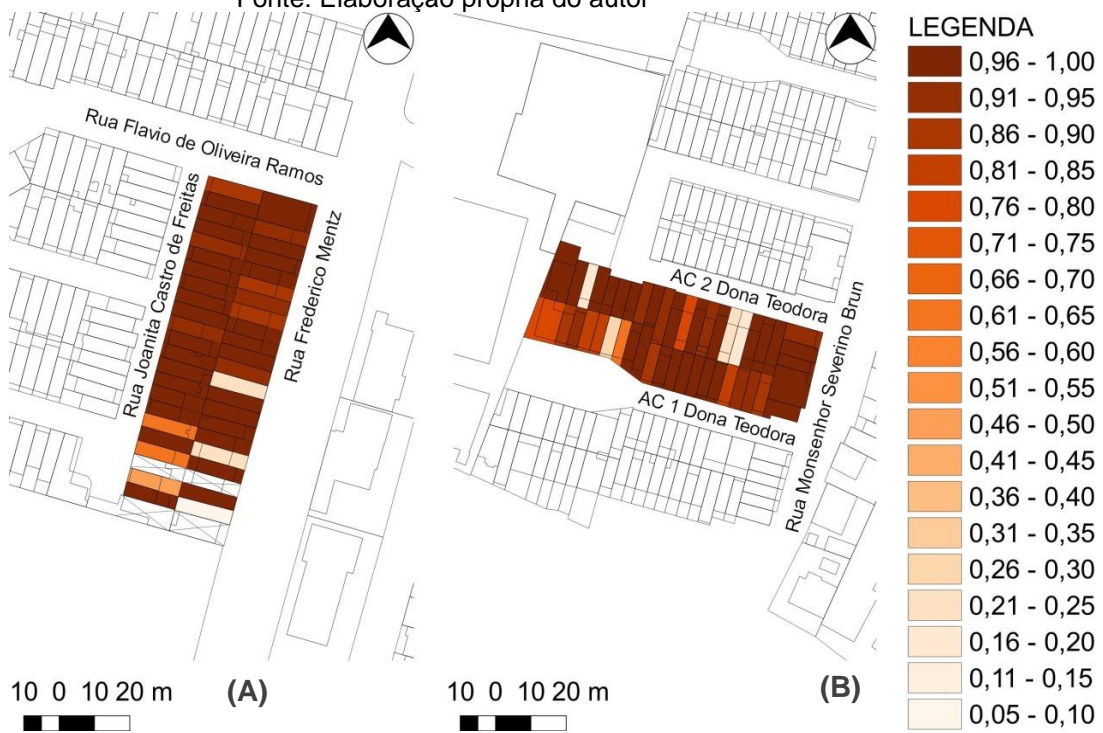 Fonte: Elaboração própria do autor
Rua Flavio de Oliveira Ramos
Rua Joanita Castro de Freitas
Rua Frederico Mentz
10 0 10 20 m
(A)
AC 2 Dona Teodora
AC 1 Dona Teodora
Rua Monsenhor Severino Brun
10 0 10 20 m
(B)
LEGENDA
0,96 - 1,00
0,91 - 0,95
0,86 - 0,90
0,81 - 0,85
0,76 - 0,80
0,71 - 0,75
0,66 - 0,70
0,61 - 0,65
0,56 - 0,60
0,51 - 0,55
0,46 - 0,50
0,41 - 0,45
0,36 - 0,40
0,31 - 0,35
0,26 - 0,30
0,21 - 0,25
0,16 - 0,20
0,11 - 0,15
0,05 - 0,10